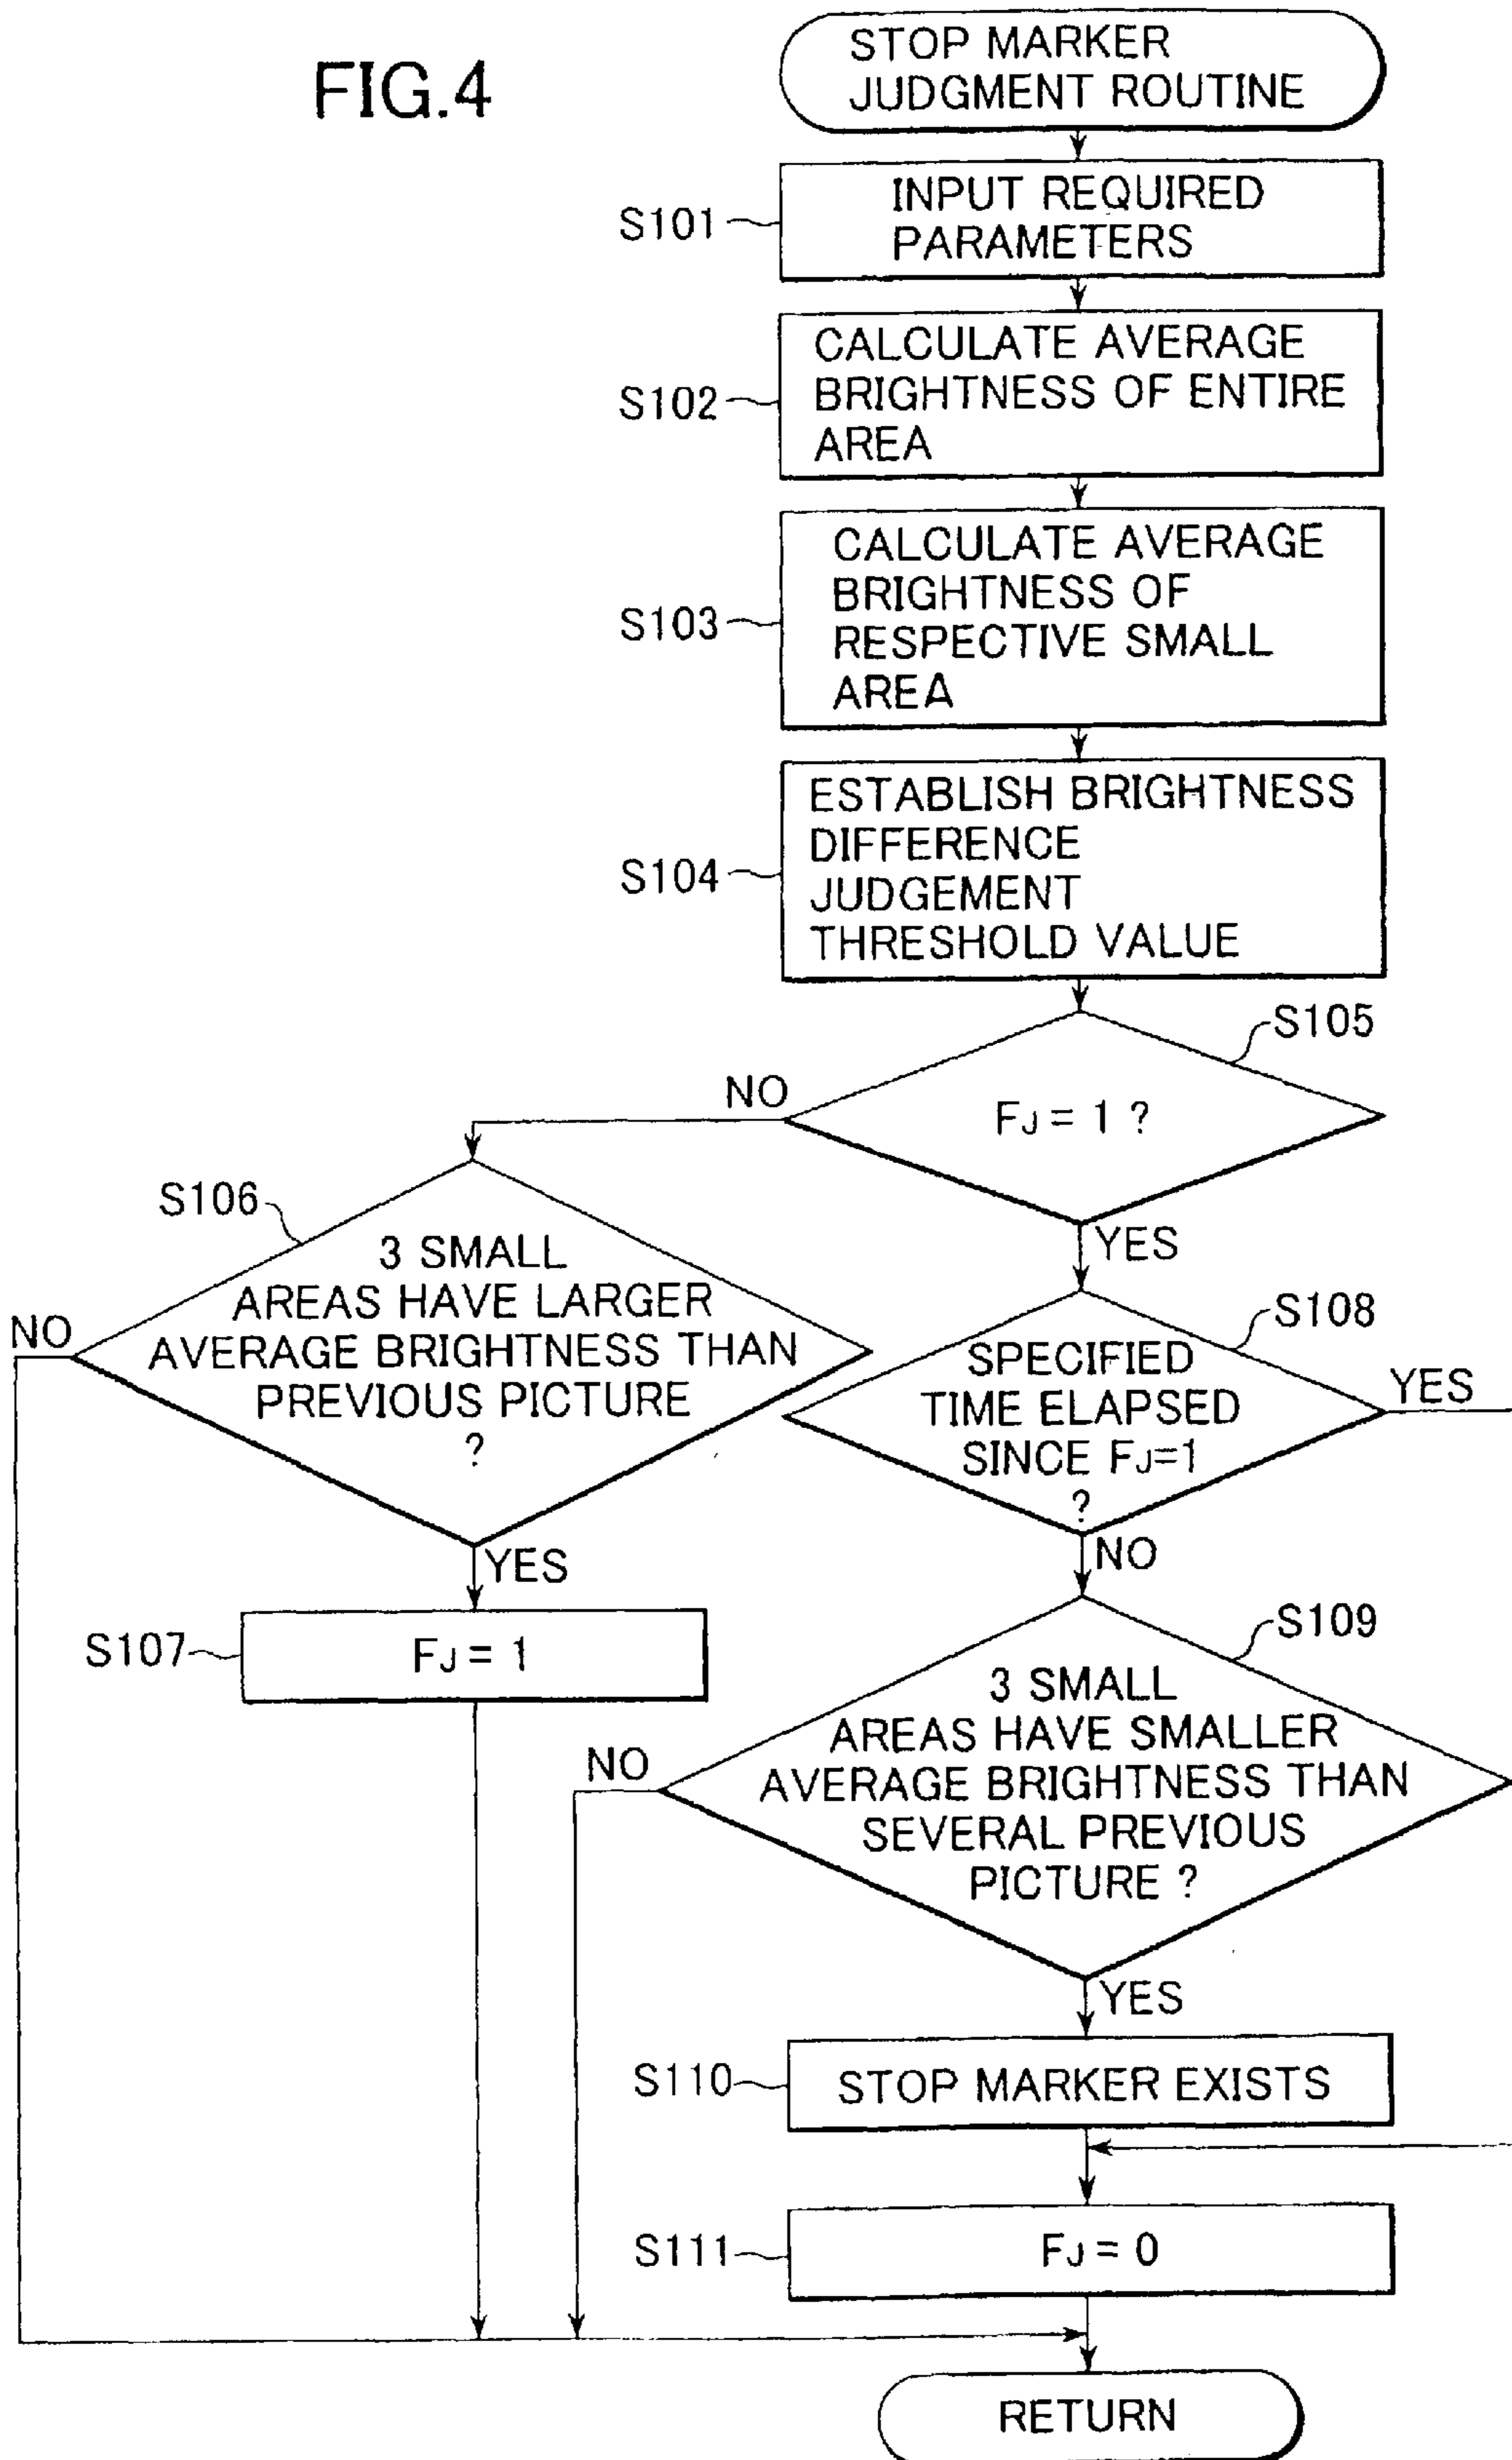 FIG.4
STOP MARKER
JUDGMENT ROUTINE
S101
INPUT REQUIRED
PARAMETERS
S102
CALCULATE AVERAGE
BRIGHTNESS OF ENTIRE
AREA
S103
CALCULATE AVERAGE
BRIGHTNESS OF
RESPECTIVE SMALL
AREA
S104
ESTABLISH BRIGHTNESS
DIFFERENCE
JUDGEMENT
THRESHOLD VALUE
S105
FJ = 1 ?
NO
YES
S106
3 SMALL
AREAS HAVE LARGER
AVERAGE BRIGHTNESS THAN
PREVIOUS PICTURE
?
NO
YES
S107
FJ = 1
S108
SPECIFIED
TIME ELAPSED
SINCE FJ=1
?
YES
NO
S109
3 SMALL
AREAS HAVE SMALLER
AVERAGE BRIGHTNESS THAN
SEVERAL PREVIOUS
PICTURE ?
NO
YES
S110
STOP MARKER EXISTS
S111
FJ = 0
RETURN